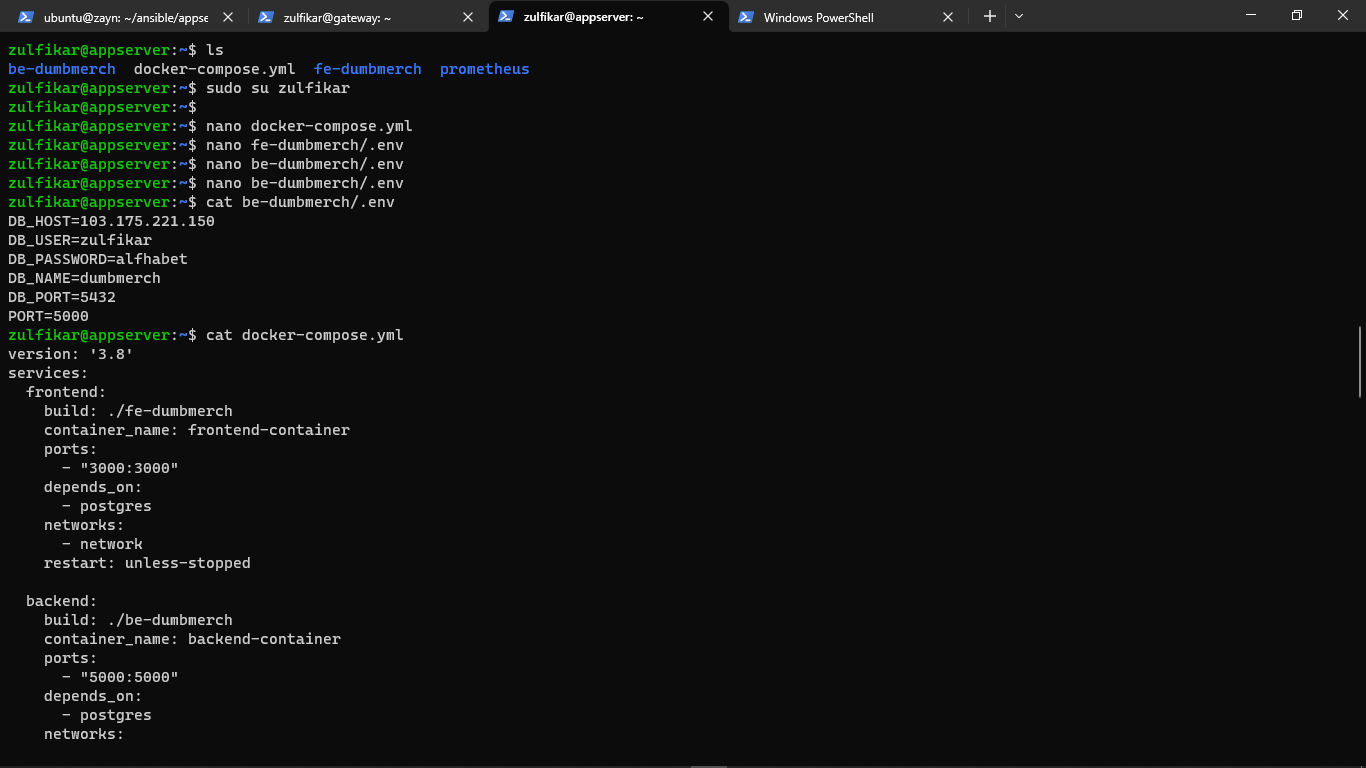 ubuntu@zayn: ~/ansible/appse
zulfikar@gateway: ~
zulfikar@appserver: ~
Windows PowerShell
zulfikar@appserver:~$ ls
be-dumbmerch  docker-compose.yml  fe-dumbmerch  prometheus
zulfikar@appserver:~$ sudo su zulfikar
zulfikar@appserver:~$
zulfikar@appserver:~$ nano docker-compose.yml
zulfikar@appserver:~$ nano fe-dumbmerch/.env
zulfikar@appserver:~$ nano be-dumbmerch/.env
zulfikar@appserver:~$ nano be-dumbmerch/.env
zulfikar@appserver:~$ cat be-dumbmerch/.env
DB_HOST=103.175.221.150
DB_USER=zulfikar
DB_PASSWORD=alfhabet
DB_NAME=dumbmerch
DB_PORT=5432
PORT=5000
zulfikar@appserver:~$ cat docker-compose.yml
version: '3.8'
services:
  frontend:
    build: ./fe-dumbmerch
    container_name: frontend-container
    ports:
      - "3000:3000"
    depends_on:
      - postgres
    networks:
      - network
    restart: unless-stopped

  backend:
    build: ./be-dumbmerch
    container_name: backend-container
    ports:
      - "5000:5000"
    depends_on:
      - postgres
    networks: